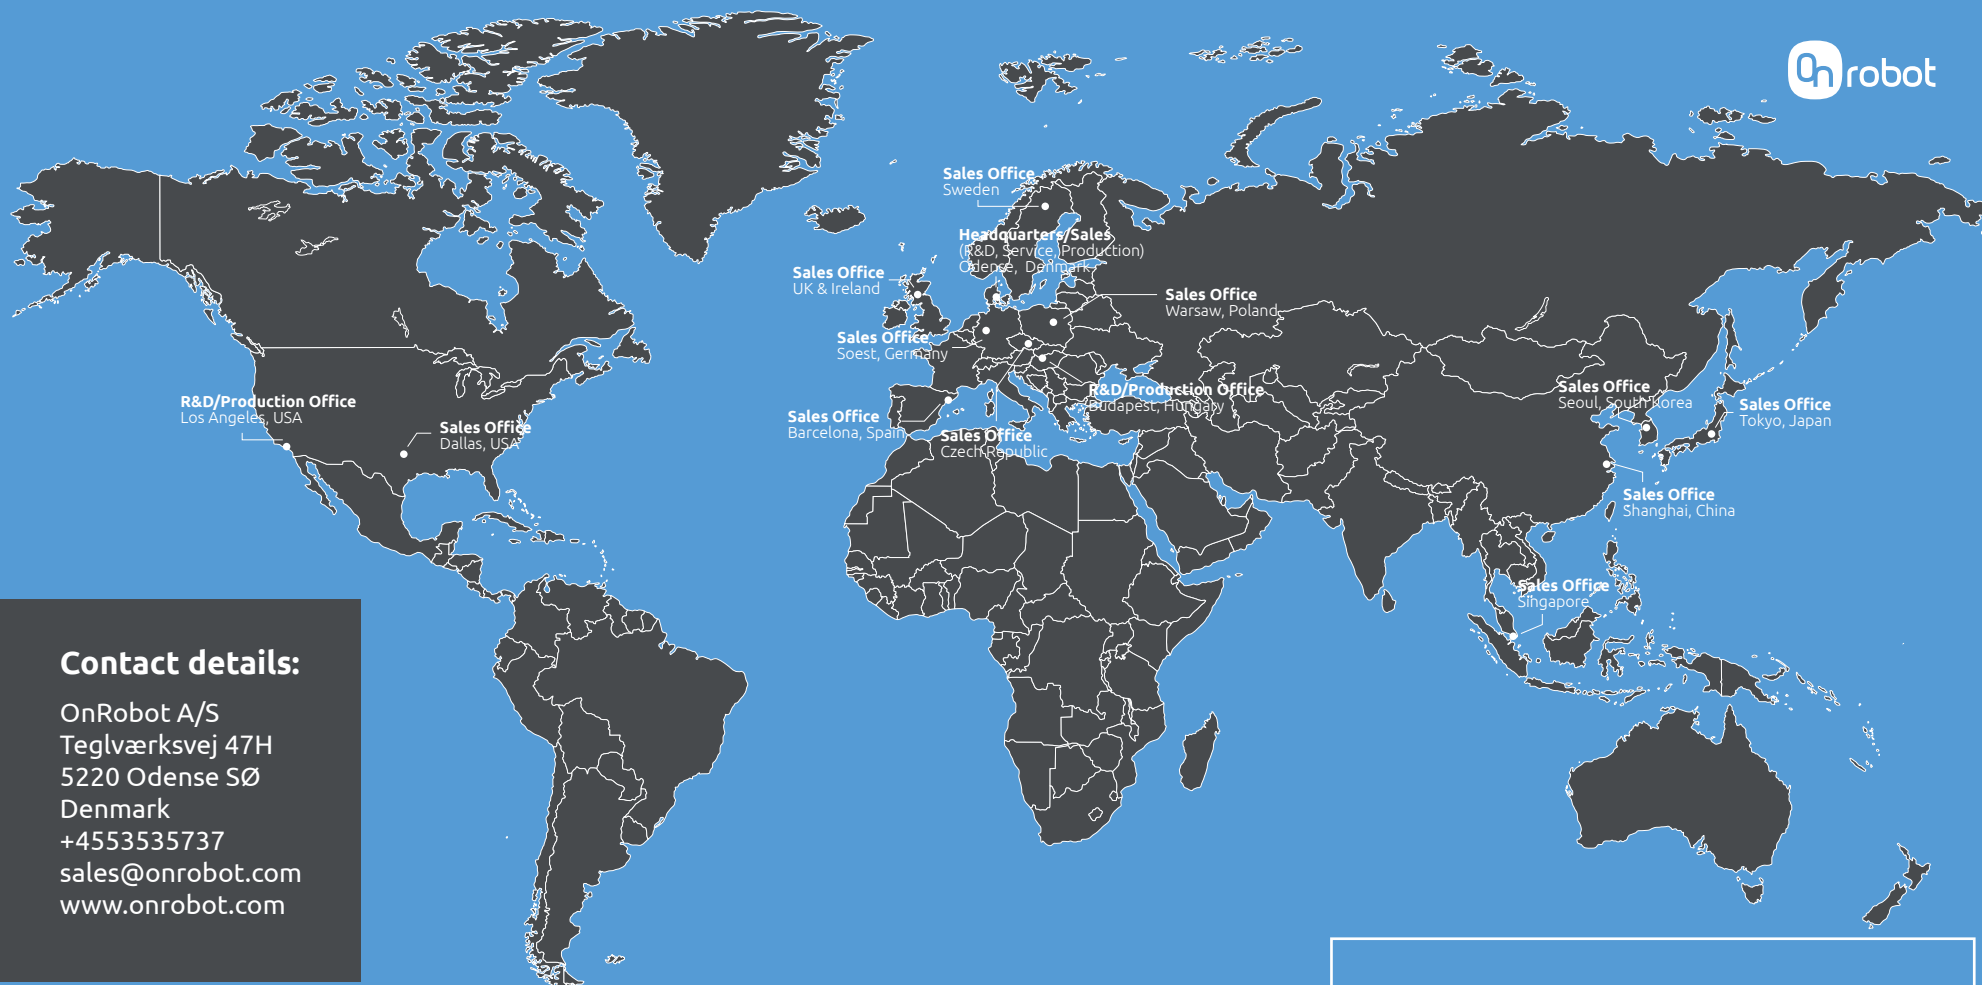 On robot
Sales Office
Sweden
Headquarters/Sales
(R&D, Service, Production)
Odense, Denmark
Sales Office
UK & Ireland
Sales Office
Warsaw, Poland
Sales Office
Soest, Germany
R&D/Production Office
Budapest, Hungary
Sales Office
Seoul, South Korea
R&D/Production Office
Los Angeles, USA
Sales Office
Tokyo, Japan
Sales Office
Barcelona, Spain
Sales Office
Dallas, USA
Sales Office
Czech Republic
Sales Office
Shanghai, China
Sales Office
Singapore
Contact details:
OnRobot A/S
Teglværksvej 47H
5220 Odense SØ
Denmark
+4553535737
sales@onrobot.com
www.onrobot.com